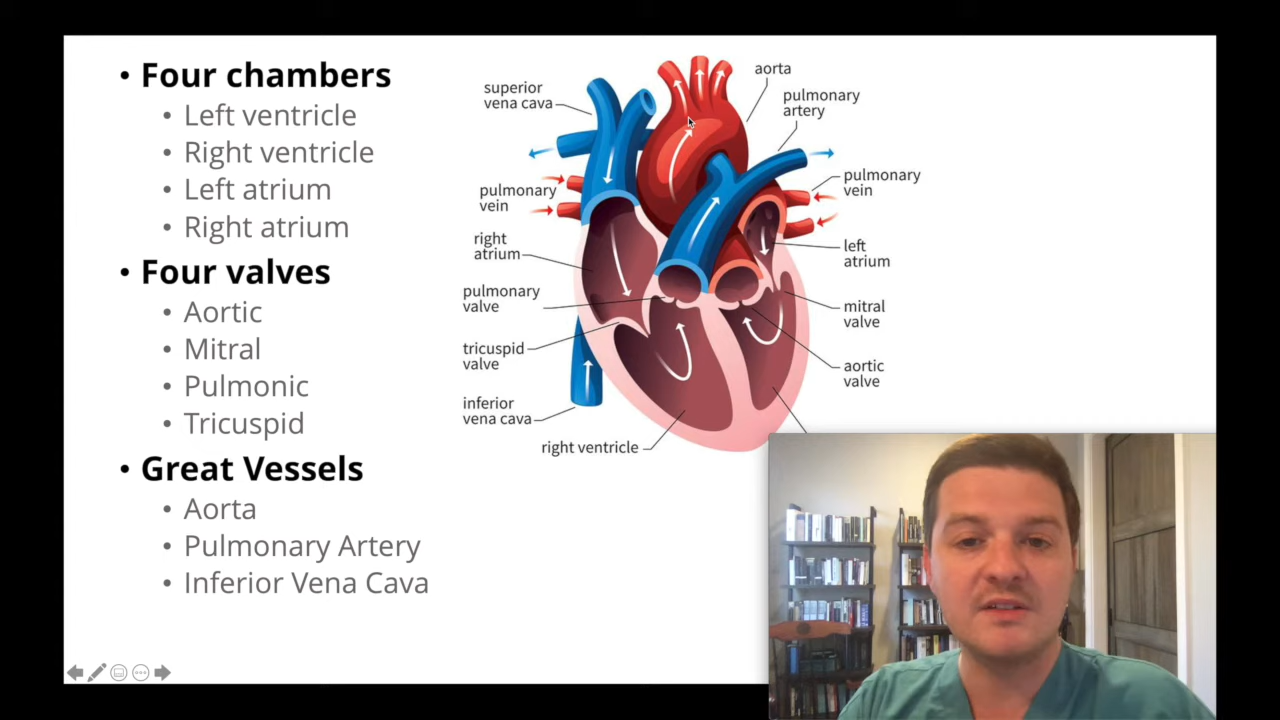 • Four chambers
• Left ventricle
• Right ventricle
• Left atrium
• Right atrium
• Four valves
• Aortic
• Mitral
• Pulmonic
• Tricuspid
• Great Vessels
• Aorta
• Pulmonary Artery
• Inferior Vena Cava
superior
vena cava
pulmonary
vein
right
atrium
pulmonary
valve
tricuspid
valve
inferior
vena cava
right ventricle
aorta
pulmonary
artery
pulmonary
vein
left
atrium
mitral
valve
aortic
valve